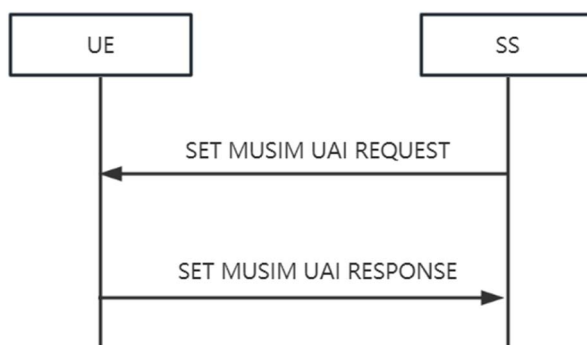 UE
SS
SET MUSIM UAI REQUEST
SET MUSIM UAI RESPONSE